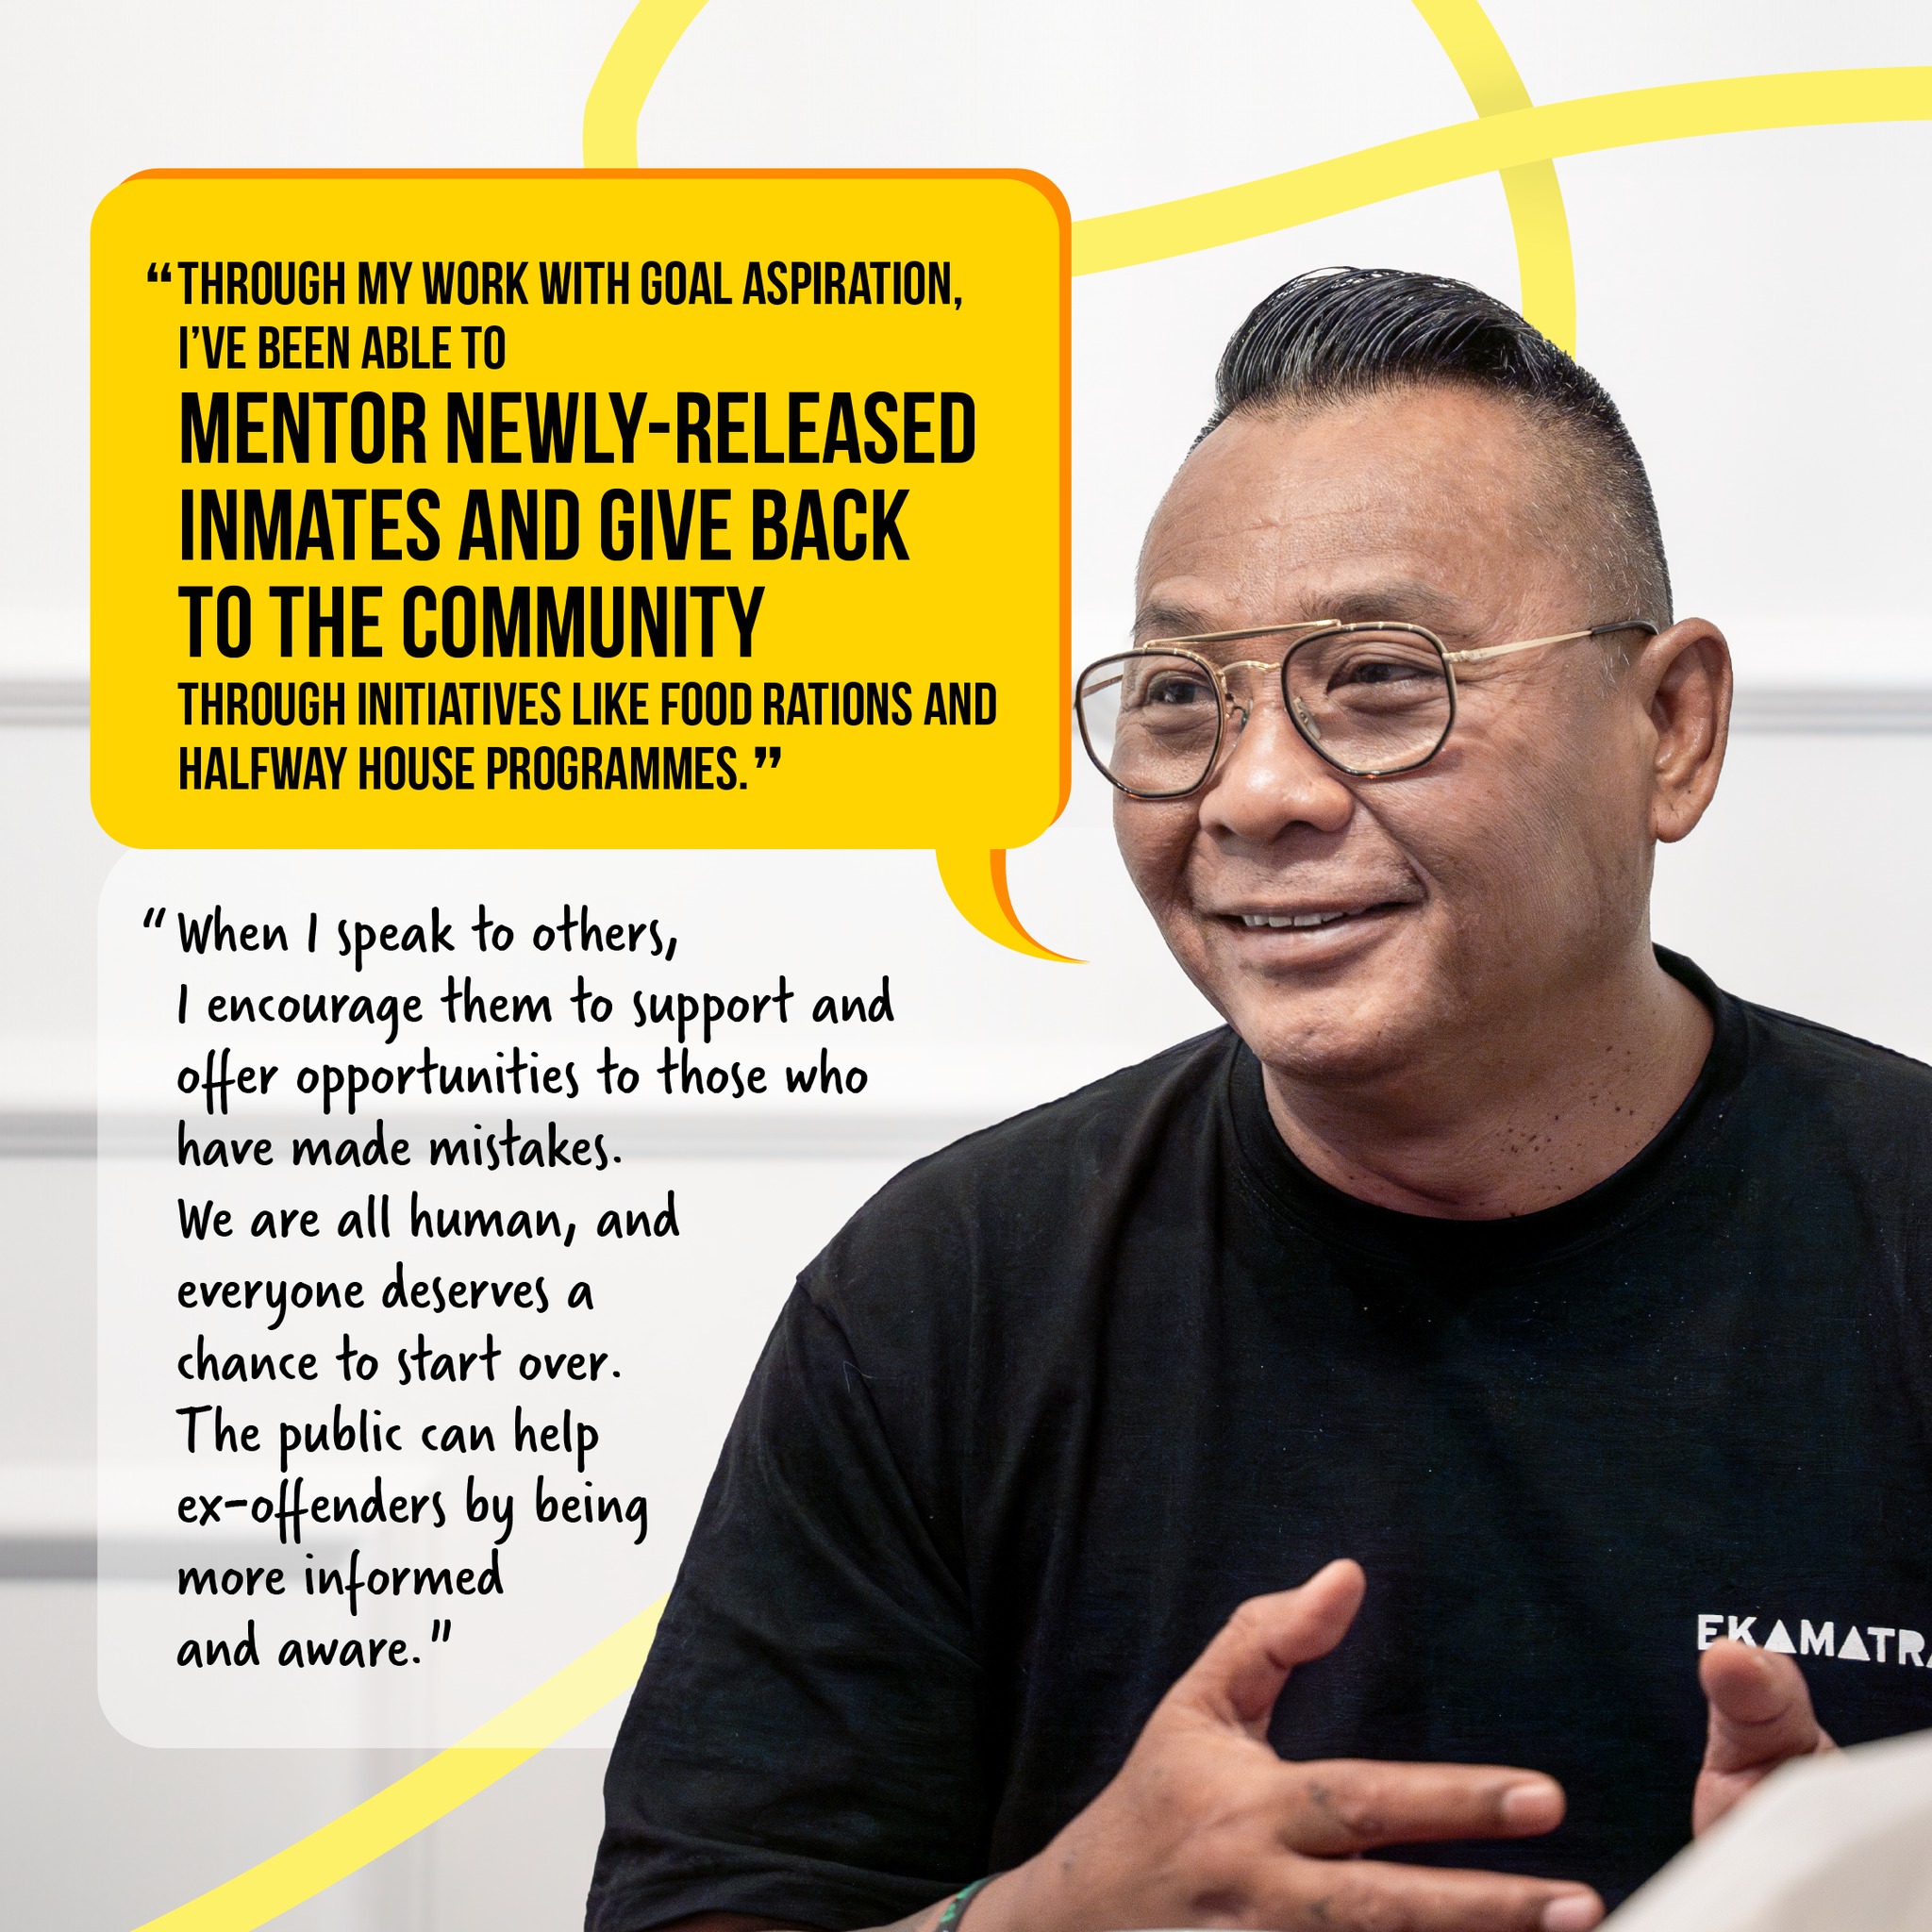 “THROUGH MY WORK WITH GOAL ASPIRATION,
I’VE BEEN ABLE TO
MENTOR NEWLY-RELEASED
INMATES AND GIVE BACK
TO THE COMMUNITY
THROUGH INITIATIVES LIKE FOOD RATIONS AND
HALFWAY HOUSE PROGRAMMES.”
“When I speak to others,
I encourage them to support and
offer opportunities to those who
have made mistakes.
We are all human, and
everyone deserves a
chance to start over.
The public can help
ex-offenders by being
more informed
and aware.”
EKAMATRA